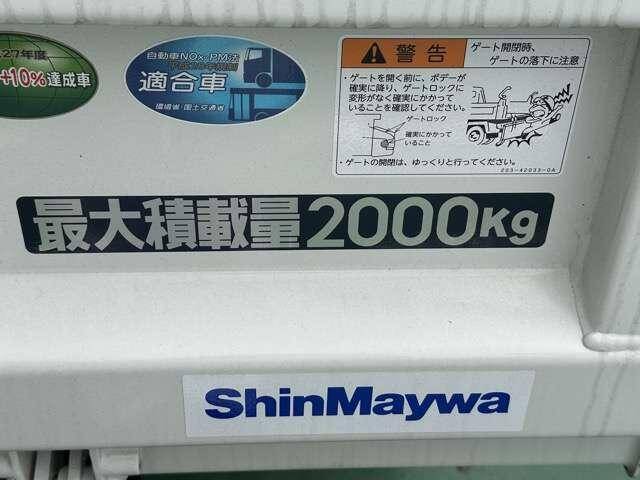 27年度
+10%達成車
自動車NOx・PM法
適合車
環境省・国土交通省
警告
ゲート開閉時、
ゲートの落下に注意
・ゲートを開く前に、ボデーが
確実に降り、ゲートロックに
変形がなく確実にかかって
いることを確認してください。
ゲートロック
確実にかかって
いること
・ゲートの開閉は、ゆっくりと行ってください。
203-42033-0A
最大積載量2000Kg
ShinMaywa